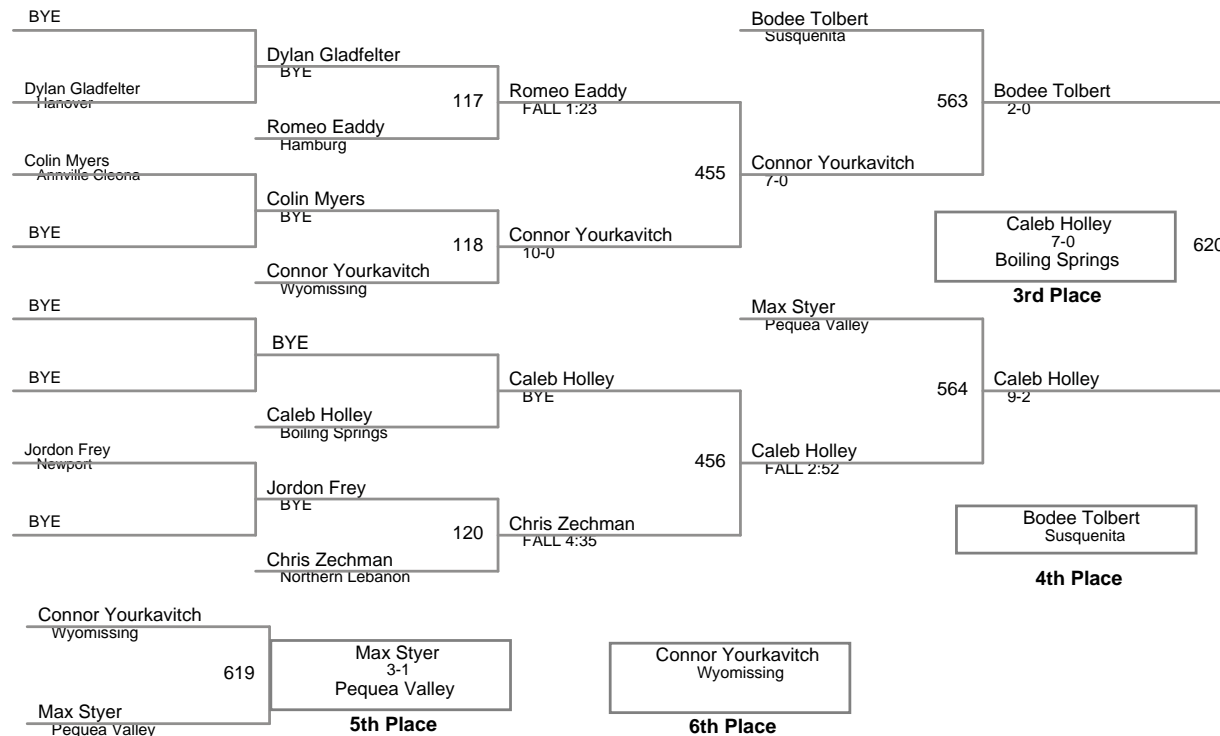 BYE
Dylan Gladfelter
Hanover
Colin Myers
Annville Cleona
BYE
BYE
BYE
Jordon Frey
Newport
BYE
Dylan Gladfelter
BYE
117
Romeo Eaddy
Hamburg
Colin Myers
BYE
118
Connor Yourkavitch
Wyomissing
BYE
Caleb Holley
Boiling Springs
Jordon Frey
BYE
120
Chris Zechman
Northern Lebanon
Romeo Eaddy
FALL 1:23
455
Connor Yourkavitch
10-0
Caleb Holley
BYE
456
Chris Zechman
FALL 4:35
Bodee Tolbert
Susquenita
563
Connor Yourkavitch
7-0
Max Styer
Pequea Valley
564
Caleb Holley
FALL 2:52
Bodee Tolbert
2-0
Caleb Holley
7-0
Boiling Springs
620
3rd Place
Caleb Holley
9-2
Bodee Tolbert
Susquenita
4th Place
Connor Yourkavitch
Wyomissing
619
Max Styer
Pequea Valley
Max Styer
3-1
Pequea Valley
5th Place
Connor Yourkavitch
Wyomissing
6th Place